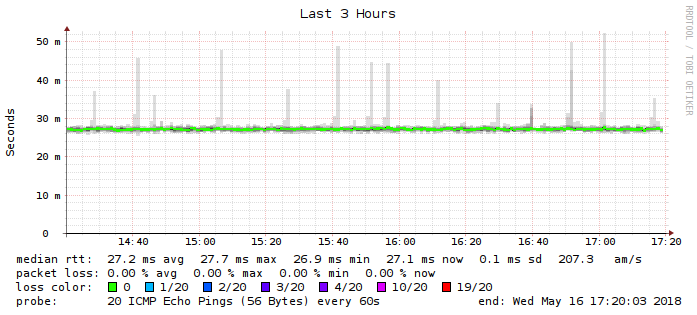 Last 3 Hours
RRDTOOL / TOBI OETIKER
Seconds
50 m
40 m
30 m
20 m
10 m
0
14:40 15:00 15:20 15:40 16:00 16:20 16:40 17:00 17:20
median rtt: 27.2 ms avg 27.7 ms max 26.9 ms min 27.1 ms now 0.1 ms sd 207.3 am/s
packet loss: 0.00 % avg 0.00 % max 0.00 % min 0.00 % now
loss color: 0 1/20 2/20 3/20 4/20 10/20 19/20
probe: 20 ICMP Echo Pings (56 Bytes) every 60s end: Wed May 16 17:20:03 2018